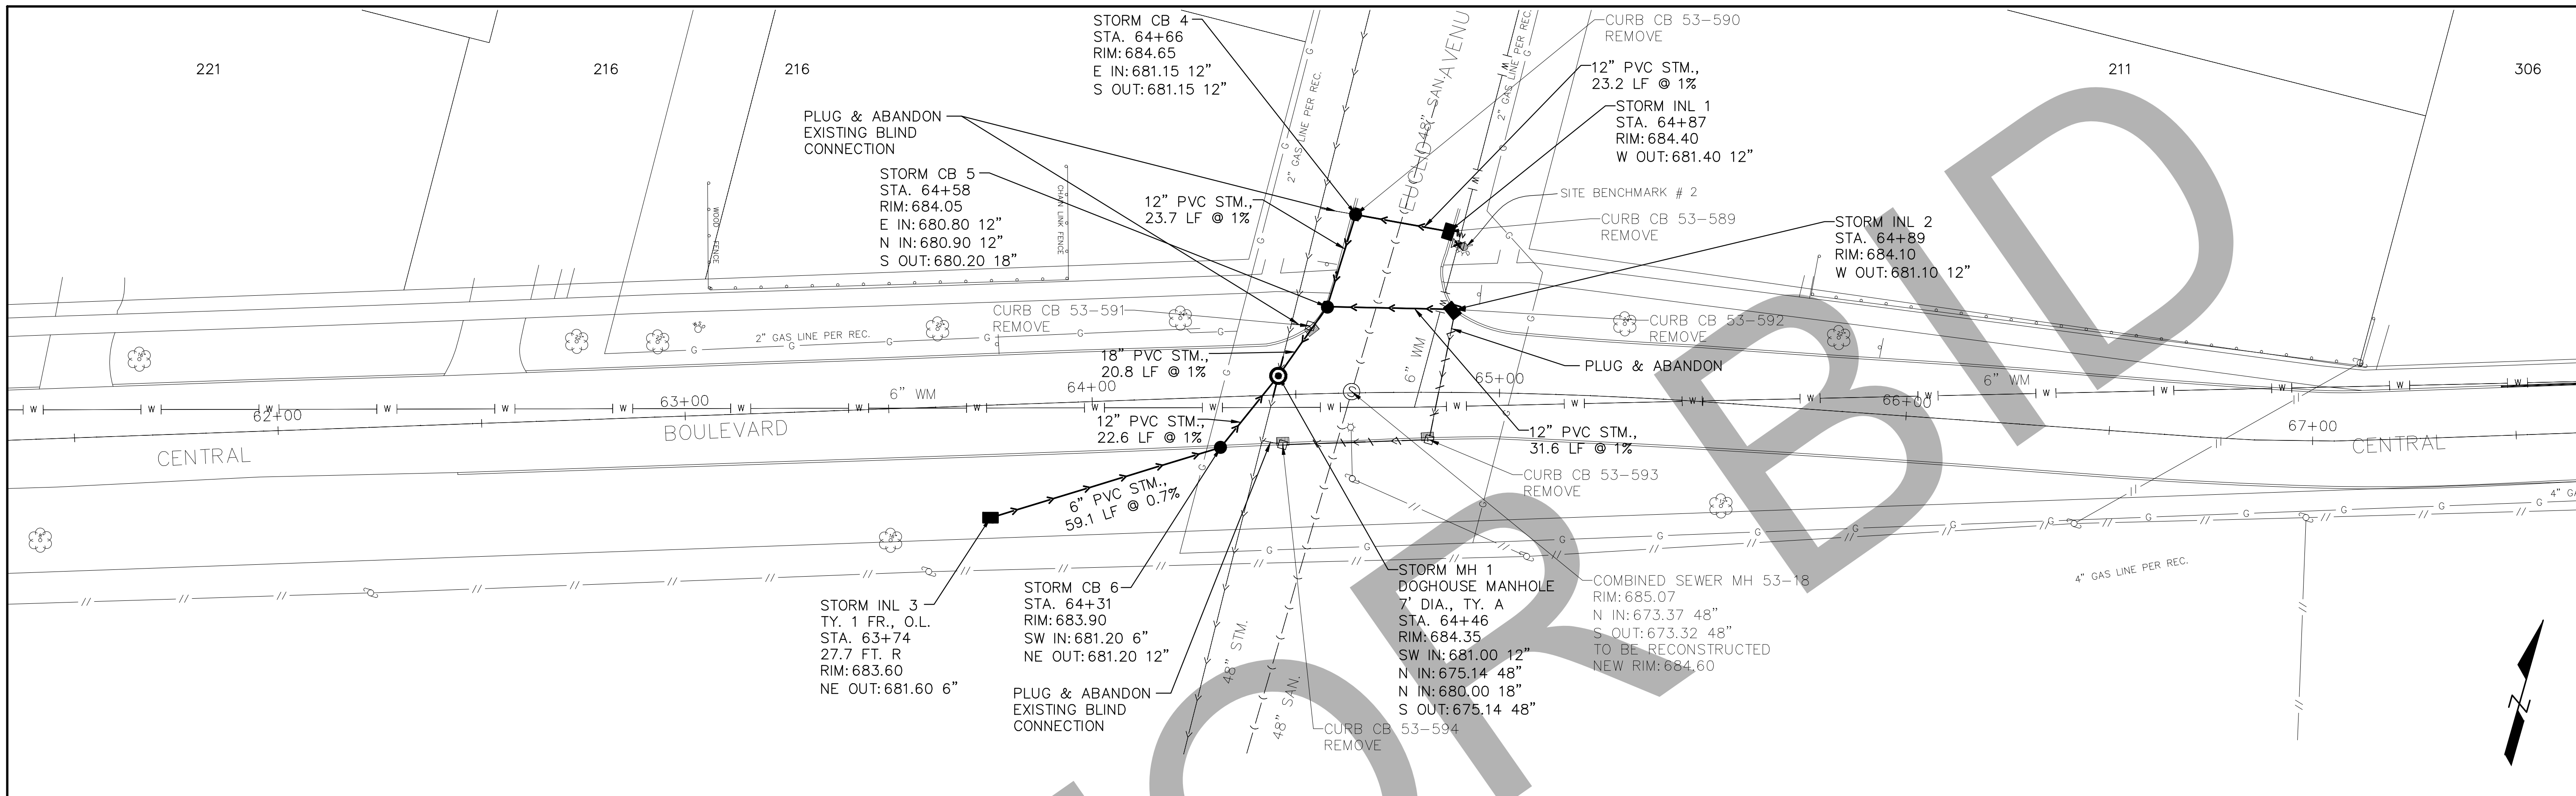 221
216
216
211
306
STORM CB 4
STA. 64+66
RIM: 684.65
E IN: 681.15 12"
S OUT: 681.15 12"
CURB CB 53-590
REMOVE
12" PVC STM.,
23.2 LF @ 1%
STORM INL 1
STA. 64+87
RIM: 684.40
W OUT: 681.40 12"
PLUG & ABANDON
EXISTING BLIND
CONNECTION
STORM CB 5
STA. 64+58
RIM: 684.05
E IN: 680.80 12"
N IN: 680.90 12"
S OUT: 680.20 18"
12" PVC STM.,
23.7 LF @ 1%
2" GAS LINE PER REC.
EUCLID AVENU
48" SAN.
2" GAS LINE PER REC.
SITE BENCHMARK # 2
CURB CB 53-589
REMOVE
STORM INL 2
STA. 64+89
RIM: 684.10
W OUT: 681.10 12"
WOOD FENCE
CHAIN LINK FENCE
CURB CB 53-591
REMOVE
2" GAS LINE PER REC.
CURB CB 53-592
REMOVE
PLUG & ABANDON
18" PVC STM.,
20.8 LF @ 1%
6" WM
6" WM
6" WM
62+00
63+00
64+00
65+00
66+00
67+00
CENTRAL
BOULEVARD
CENTRAL
12" PVC STM.,
22.6 LF @ 1%
12" PVC STM.,
31.6 LF @ 1%
6" PVC STM.,
59.1 LF @ 0.7%
CURB CB 53-593
REMOVE
4" GA
4" GAS LINE PER REC.
STORM INL 3
TY. 1 FR., O.L.
STA. 63+74
27.7 FT. R
RIM: 683.60
NE OUT: 681.60 6"
STORM CB 6
STA. 64+31
RIM: 683.90
SW IN: 681.20 6"
NE OUT: 681.20 12"
PLUG & ABANDON
EXISTING BLIND
CONNECTION
48" STM.
48" SAN.
STORM MH 1
DOGHOUSE MANHOLE
7' DIA., TY. A
STA. 64+46
RIM: 684.35
SW IN: 681.00 12"
N IN: 675.14 48"
N IN: 680.00 18"
S OUT: 675.14 48"
COMBINED SEWER MH 53-18
RIM: 685.07
N IN: 673.37 48"
S OUT: 673.32 48"
TO BE RECONSTRUCTED
NEW RIM: 684.60
CURB CB 53-594
REMOVE
N
OR BID